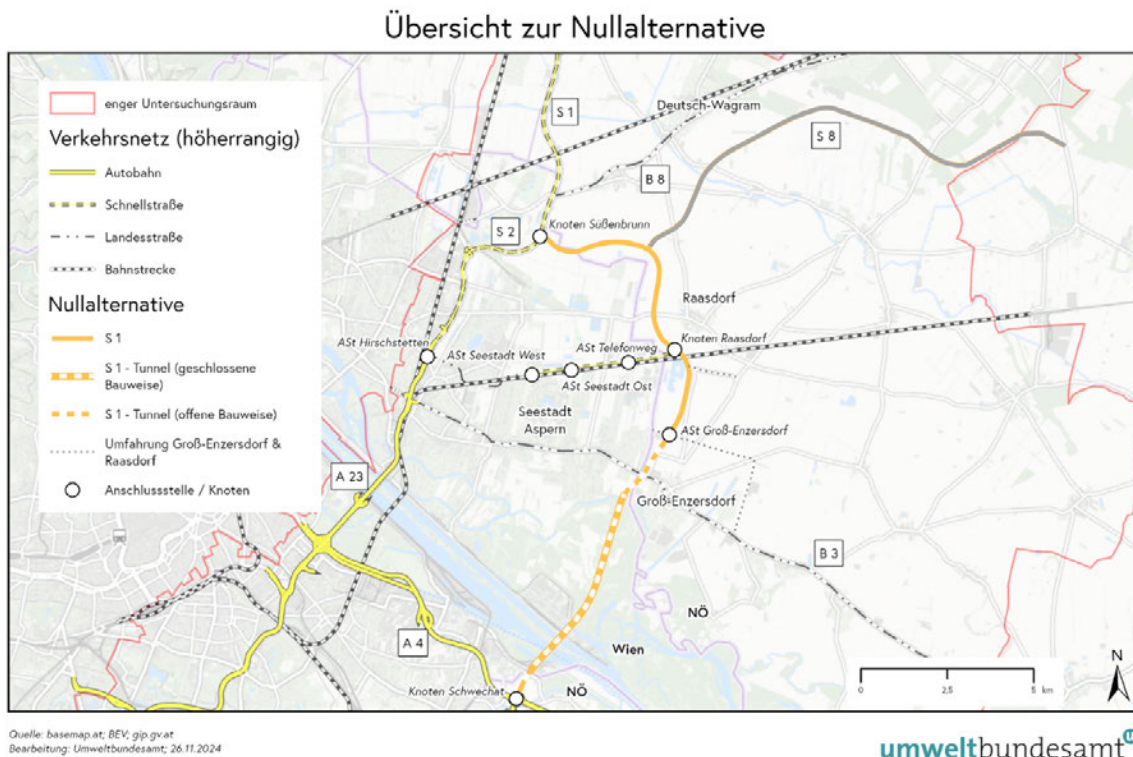 Übersicht zur Nullalternative
enger Untersuchungsraum
Verkehrsnetz (höherrangig)
Autobahn
Schnellstraße
Landesstraße
Bahnstrecke
Nullalternative
S 1
S 1 - Tunnel (geschlossene
Bauweise)
S 1 - Tunnel (offene Bauweise)
Umfahrung Groß-Enzersdorf &
Raasdorf
Anschlussstelle / Knoten
S 1
Deutsch-Wagram
S 8
B 8
S 2
Knoten Süßenbrunn
Raasdorf
Knoten Raasdorf
ASt Hirschstetten
ASt Seestadt West
ASt Telefonweg
ASt Seestadt Ost
Seestadt
Aspern
ASt Groß-Enzersdorf
A 23
Groß-Enzersdorf
B 3
NÖ
A 4
Wien
Knoten Schwechat
NÖ
N
0
2,5
5
km
Quelle: basemap.at; BEV; gip.gv.at
Bearbeitung: Umweltbundesamt; 26.11.2024
umweltbundesamt